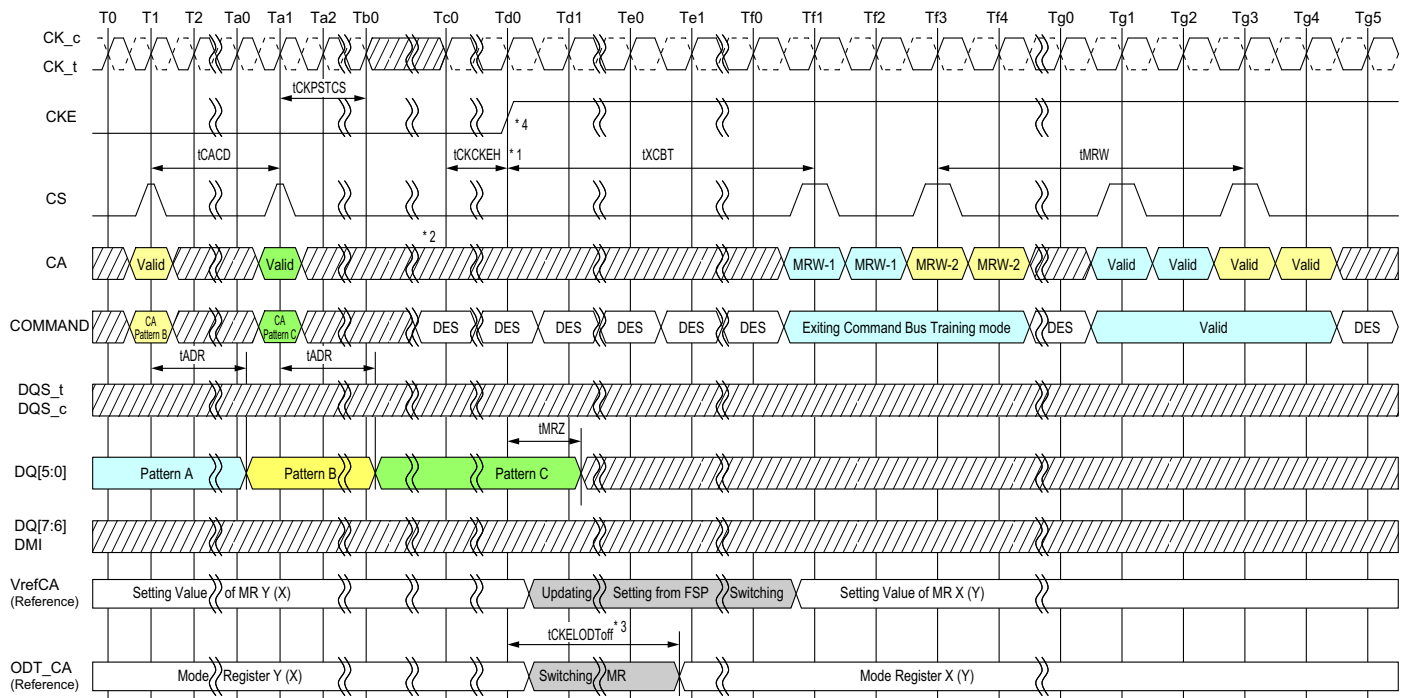 T0 T1 T2 Ta0 Ta1 Ta2 Tb0 Tc0 Td0 Td1 Te0 Te1 Tf0 Tf1 Tf2 Tf3 Tf4 Tg0 Tg1 Tg2 Tg3 Tg4 Tg5
CK_c
CK_t
tCKPSTCS
CKE
* 4
tCACD tCKCKEH * 1 tXCBT tMRW
CS
* 2
CA Valid Valid MRW-1 MRW-1 MRW-2 MRW-2 Valid Valid Valid Valid
COMMAND CA Pattern B CA Pattern C DES DES DES DES DES DES Exiting Command Bus Training mode DES Valid DES
tADR tADR
DQS_t
DQS_c
tMRZ
DQ[5:0] Pattern A Pattern B Pattern C
DQ[7:6]
DMI
VrefCA
(Reference)
Setting Value of MR Y (X) Updating Setting from FSP Switching Setting Value of MR X (Y)
tCKELODToff * 3
ODT_CA
(Reference)
Mode Register Y (X) Switching MR Mode Register X (Y)